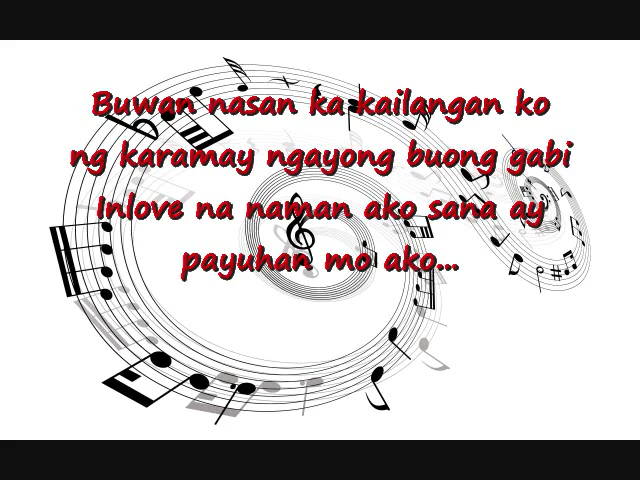 Buwan nasan ka kailangan ko
ng karamay ngayong buong gabi
Inlove na naman ako sana ay
payuhan mo ako...